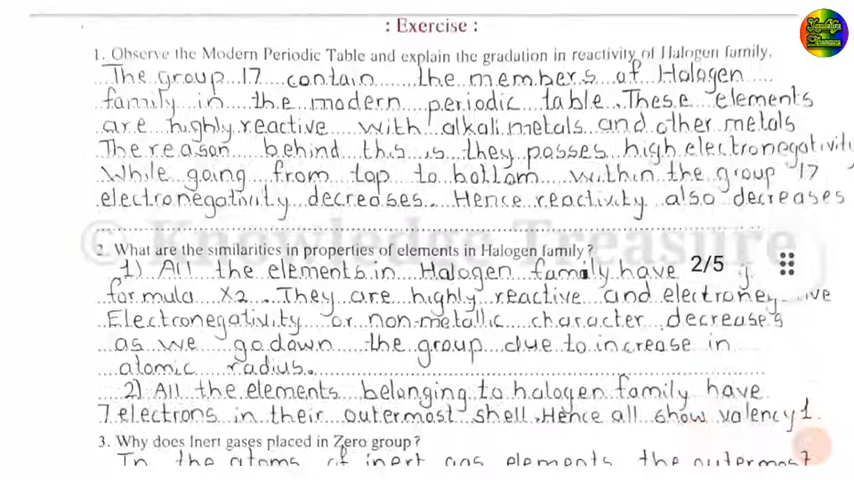 : Exercise :
1. Observe the Modern Periodic Table and explain the gradation in reactivity of Halogen family.
The group 17 contain the members of Halogen
family in the modern periodic table. These elements
are highly reactive with alkali metals and other metals
The reason behind this is they passes high electronegativity
While going from top to bottom within the group 17
electronegativity decreases. Hence reactivity also decreases
© Knowledge Treasure
2. What are the similarities in properties of elements in Halogen family?
1) All the elements in Halogen family have
2/5
formula X2. They are highly reactive and
Electronegativity or non-metallic character decreases
as we go down the group due to increase in
atomic radius.
2) All the elements belonging to halogen family have
7 electrons in their outermost shell. Hence all show valency 1.
3. Why does Inert gases placed in Zero group?
In the atoms of inert gas elements the outermost